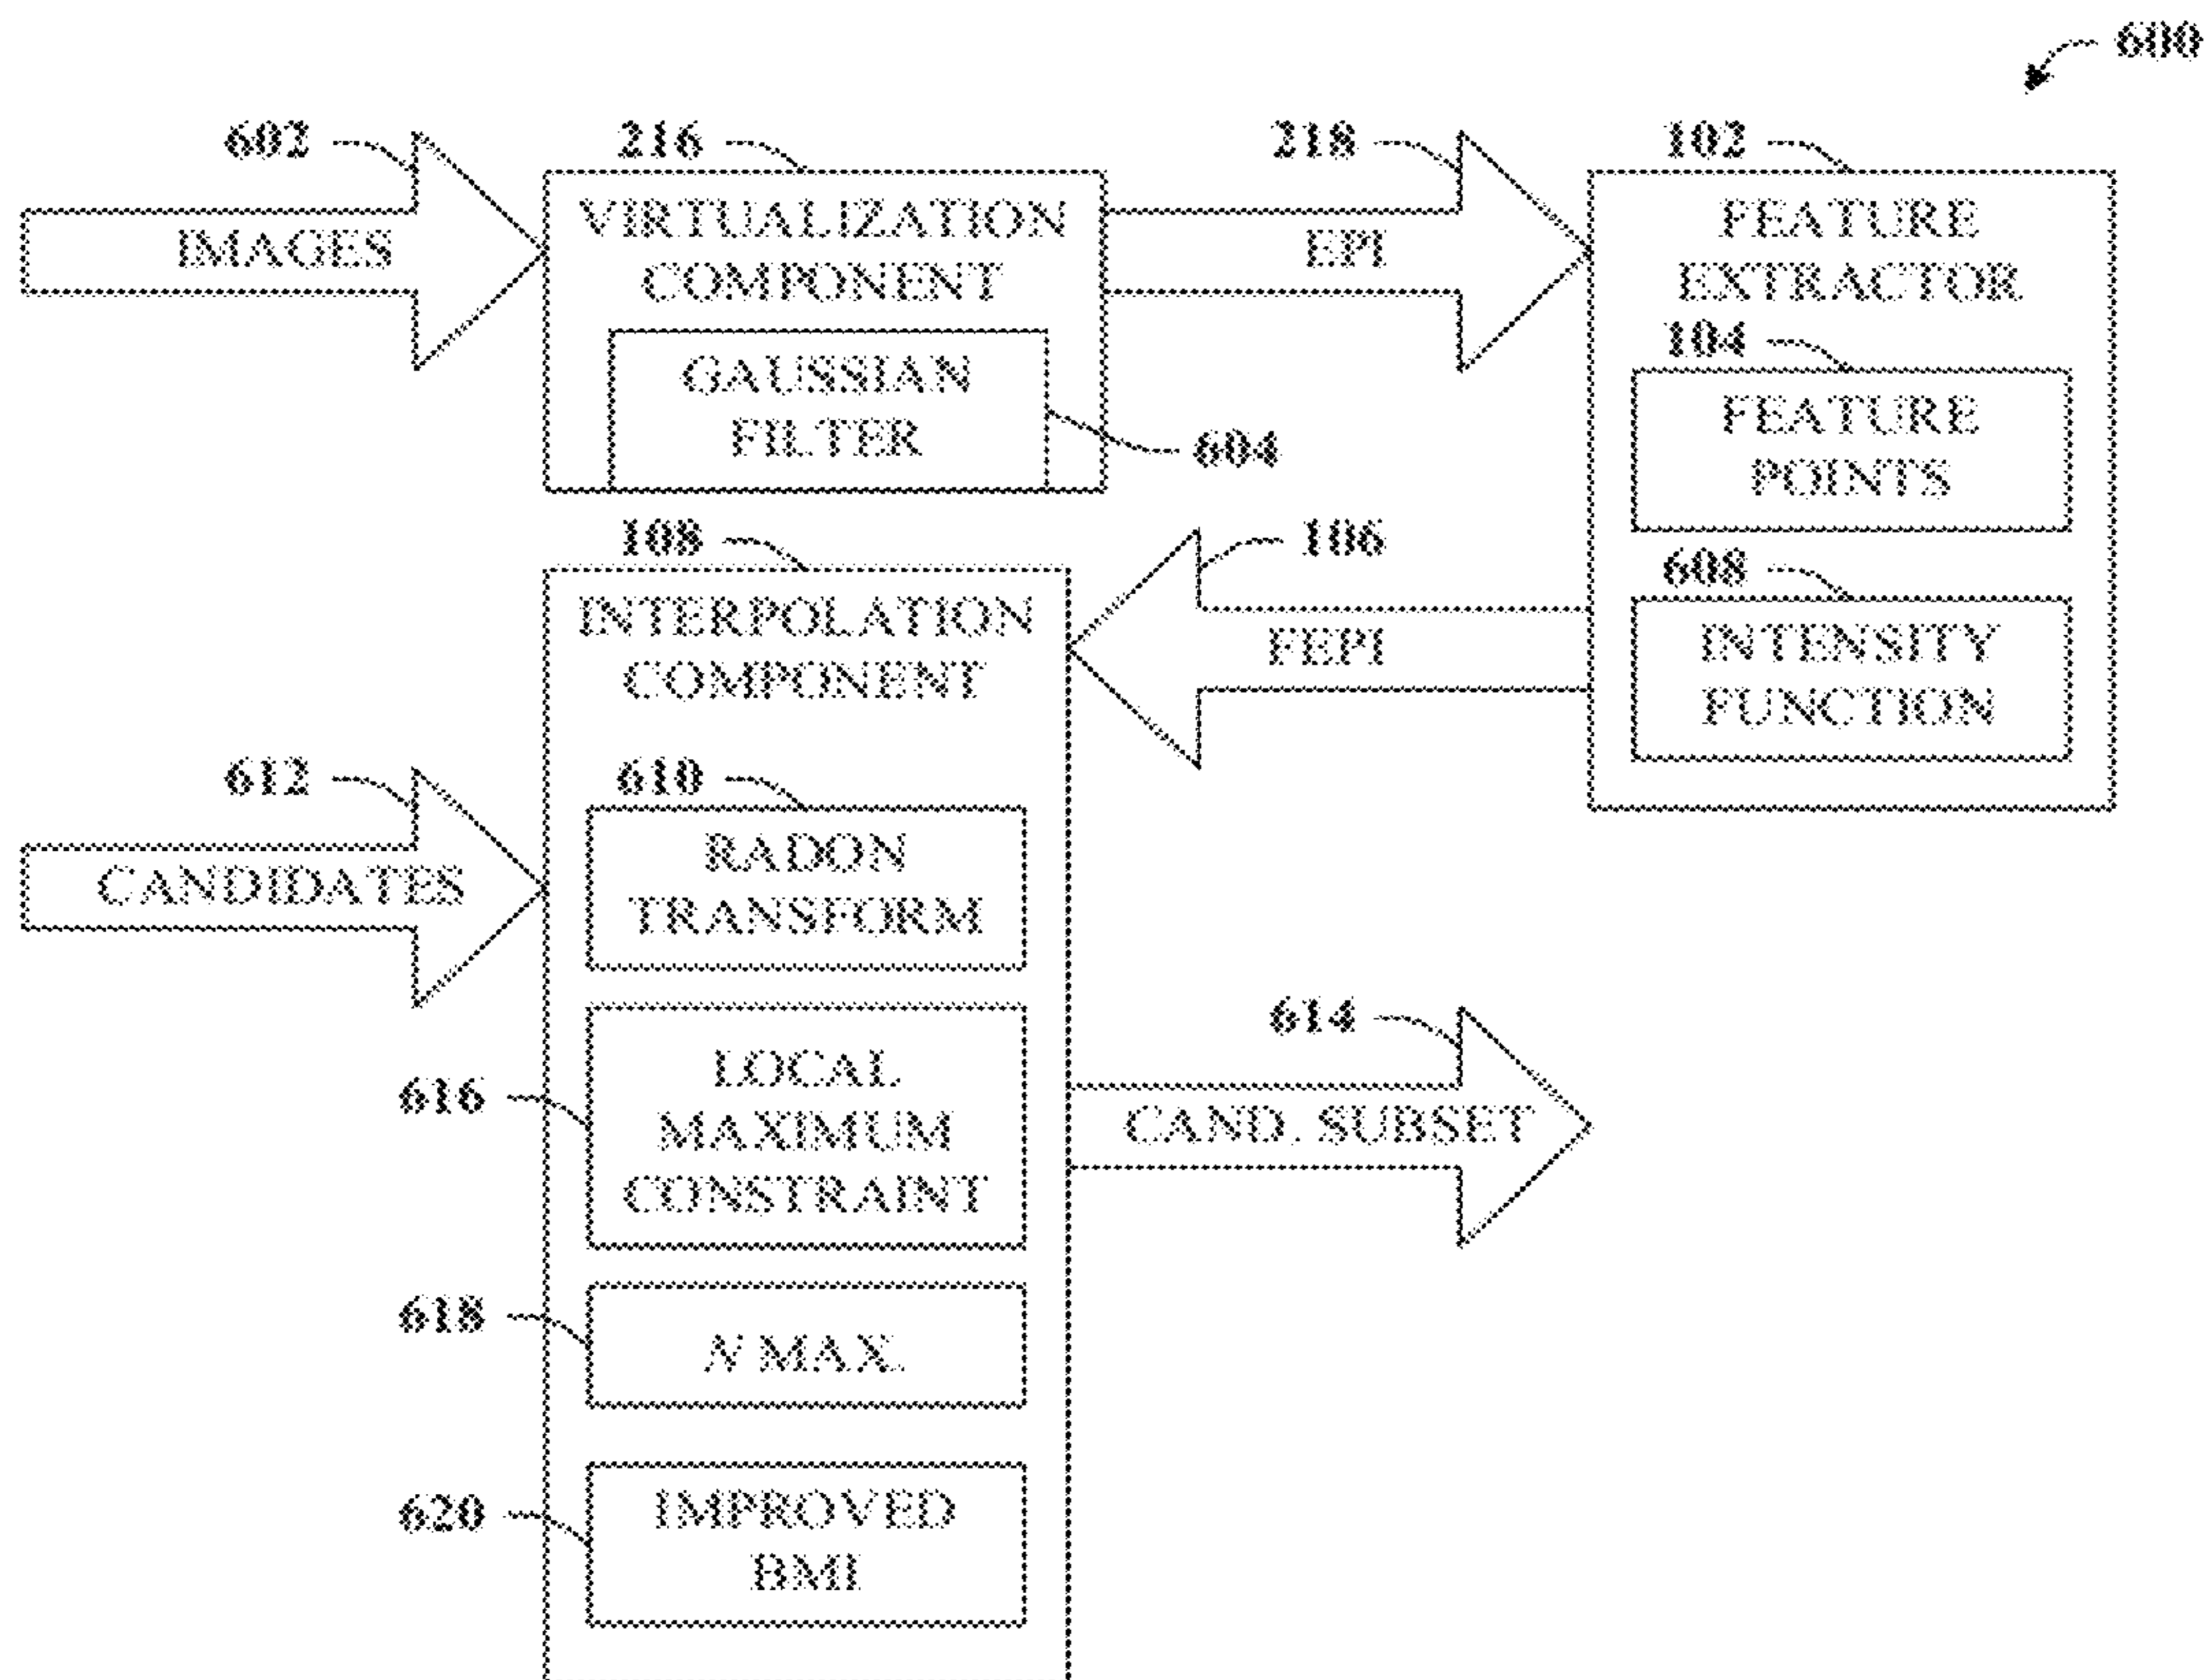 600
602
216
218
102
IMAGES
VIRTUALIZATION
COMPONENT
GAUSSIAN
FILTER
604
EPI
FEATURE
EXTRACTOR
104
FEATURE
POINTS
608
INTENSITY
FUNCTION
106
FEPI
108
INTERPOLATION
COMPONENT
612
CANDIDATES
610
RADON
TRANSFORM
616
LOCAL
MAXIMUM
CONSTRAINT
614
CAND. SUBSET
618
N MAX.
620
IMPROVED
BMI